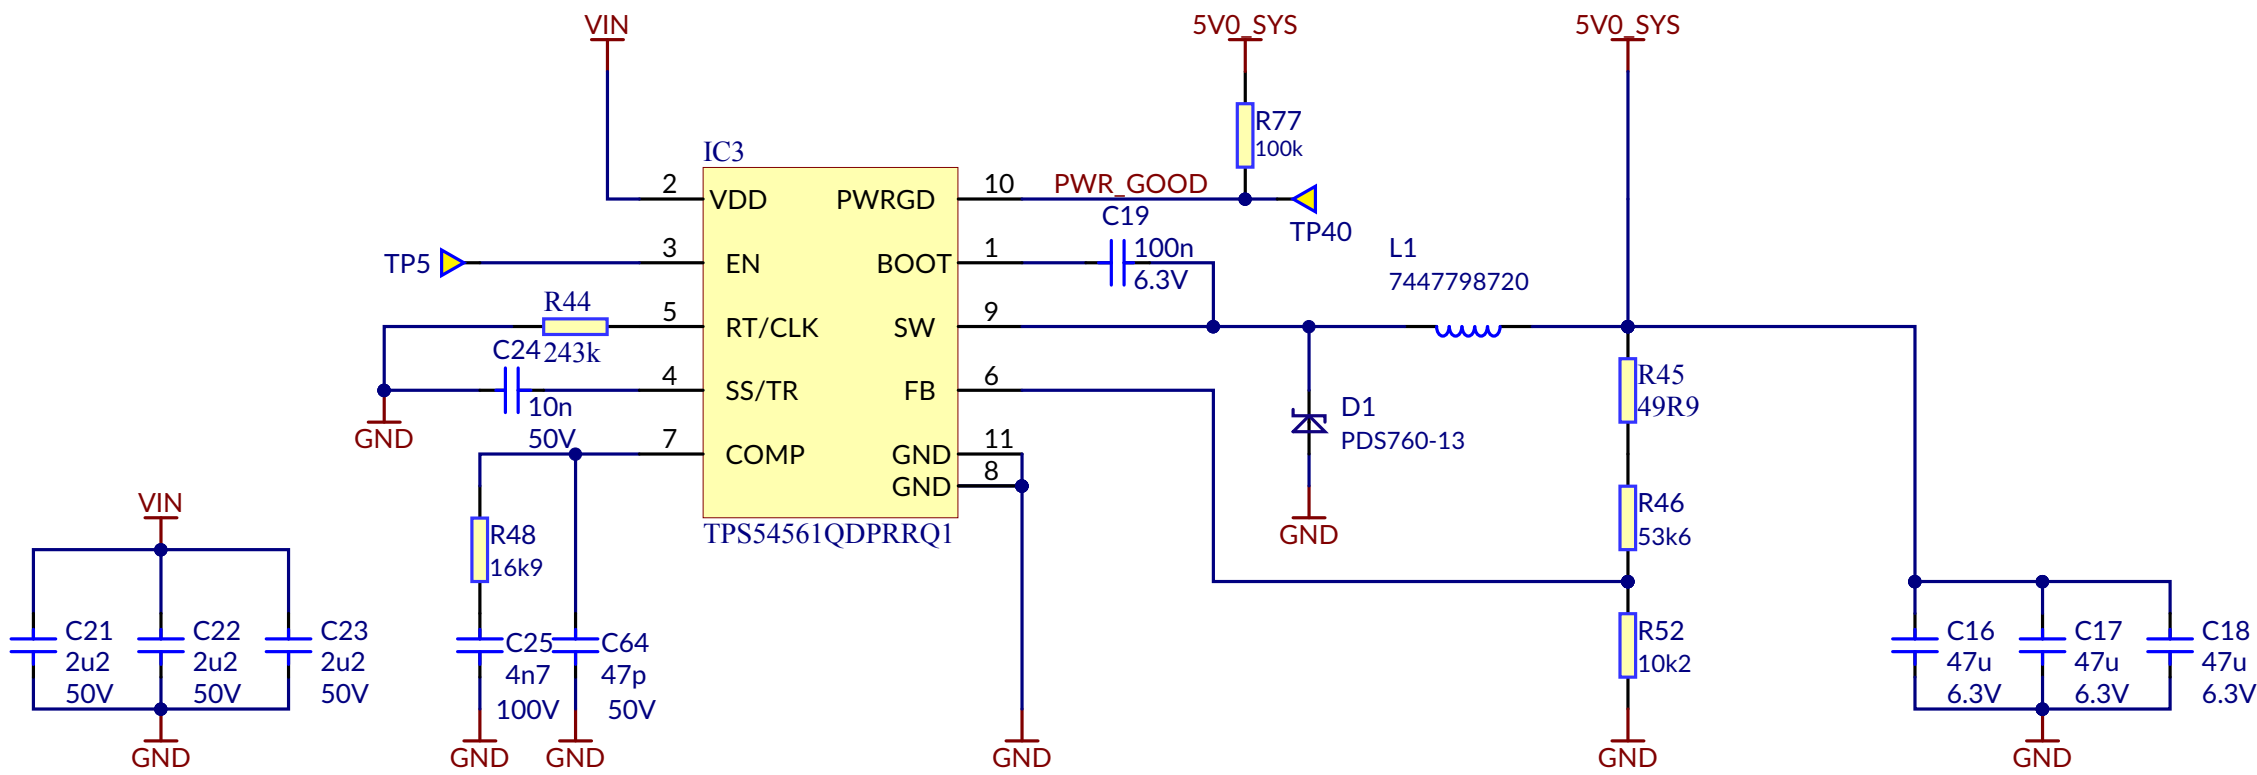 VIN
5V0_SYS
5V0_SYS
R77
100k
IC3
2
VDD
PWRGD
10
PWR_GOOD
TP40
TP5
3
EN
BOOT
1
C19
100n
6.3V
L1
7447798720
R44
243k
5
RT/CLK
SW
9
C24
10n
50V
4
SS/TR
FB
6
GND
7
COMP
GND
11
GND
8
TPS54561QDPRRQ1
D1
PDS760-13
GND
R45
49R9
R46
53k6
R52
10k2
GND
VIN
C21
2u2
50V
C22
2u2
50V
C23
2u2
50V
GND
R48
16k9
C25
4n7
100V
GND
C64
47p
50V
GND
GND
C16
47u
6.3V
C17
47u
6.3V
C18
47u
6.3V
GND